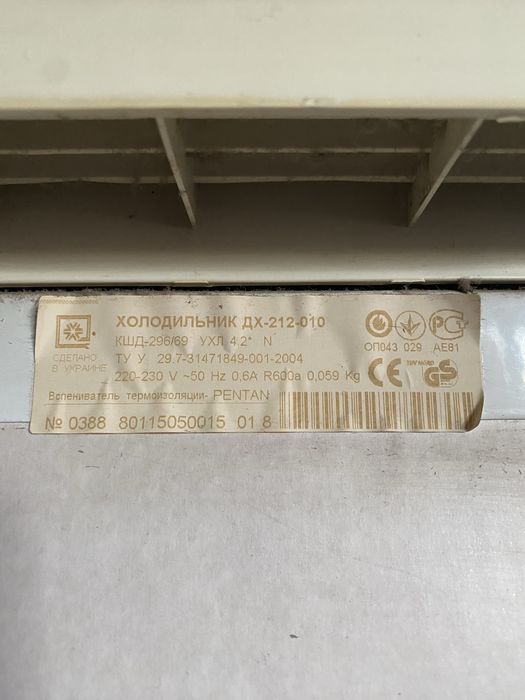 ХОЛОДИЛЬНИК ДХ-212-010
КШД-296/69 УХЛ 4.2* N
ТУ У 29.7-31471849-001-2004
220-230 V ~50 Hz 0,6A R600a 0,059 Kg
Вспениватель термоизоляции- PENTAN
№ 0388 80115050015 01 8
СДЕЛАНО
В УКРАИНЕ
ОП043 029 АЕ81
CE
TÜV NORD
GS